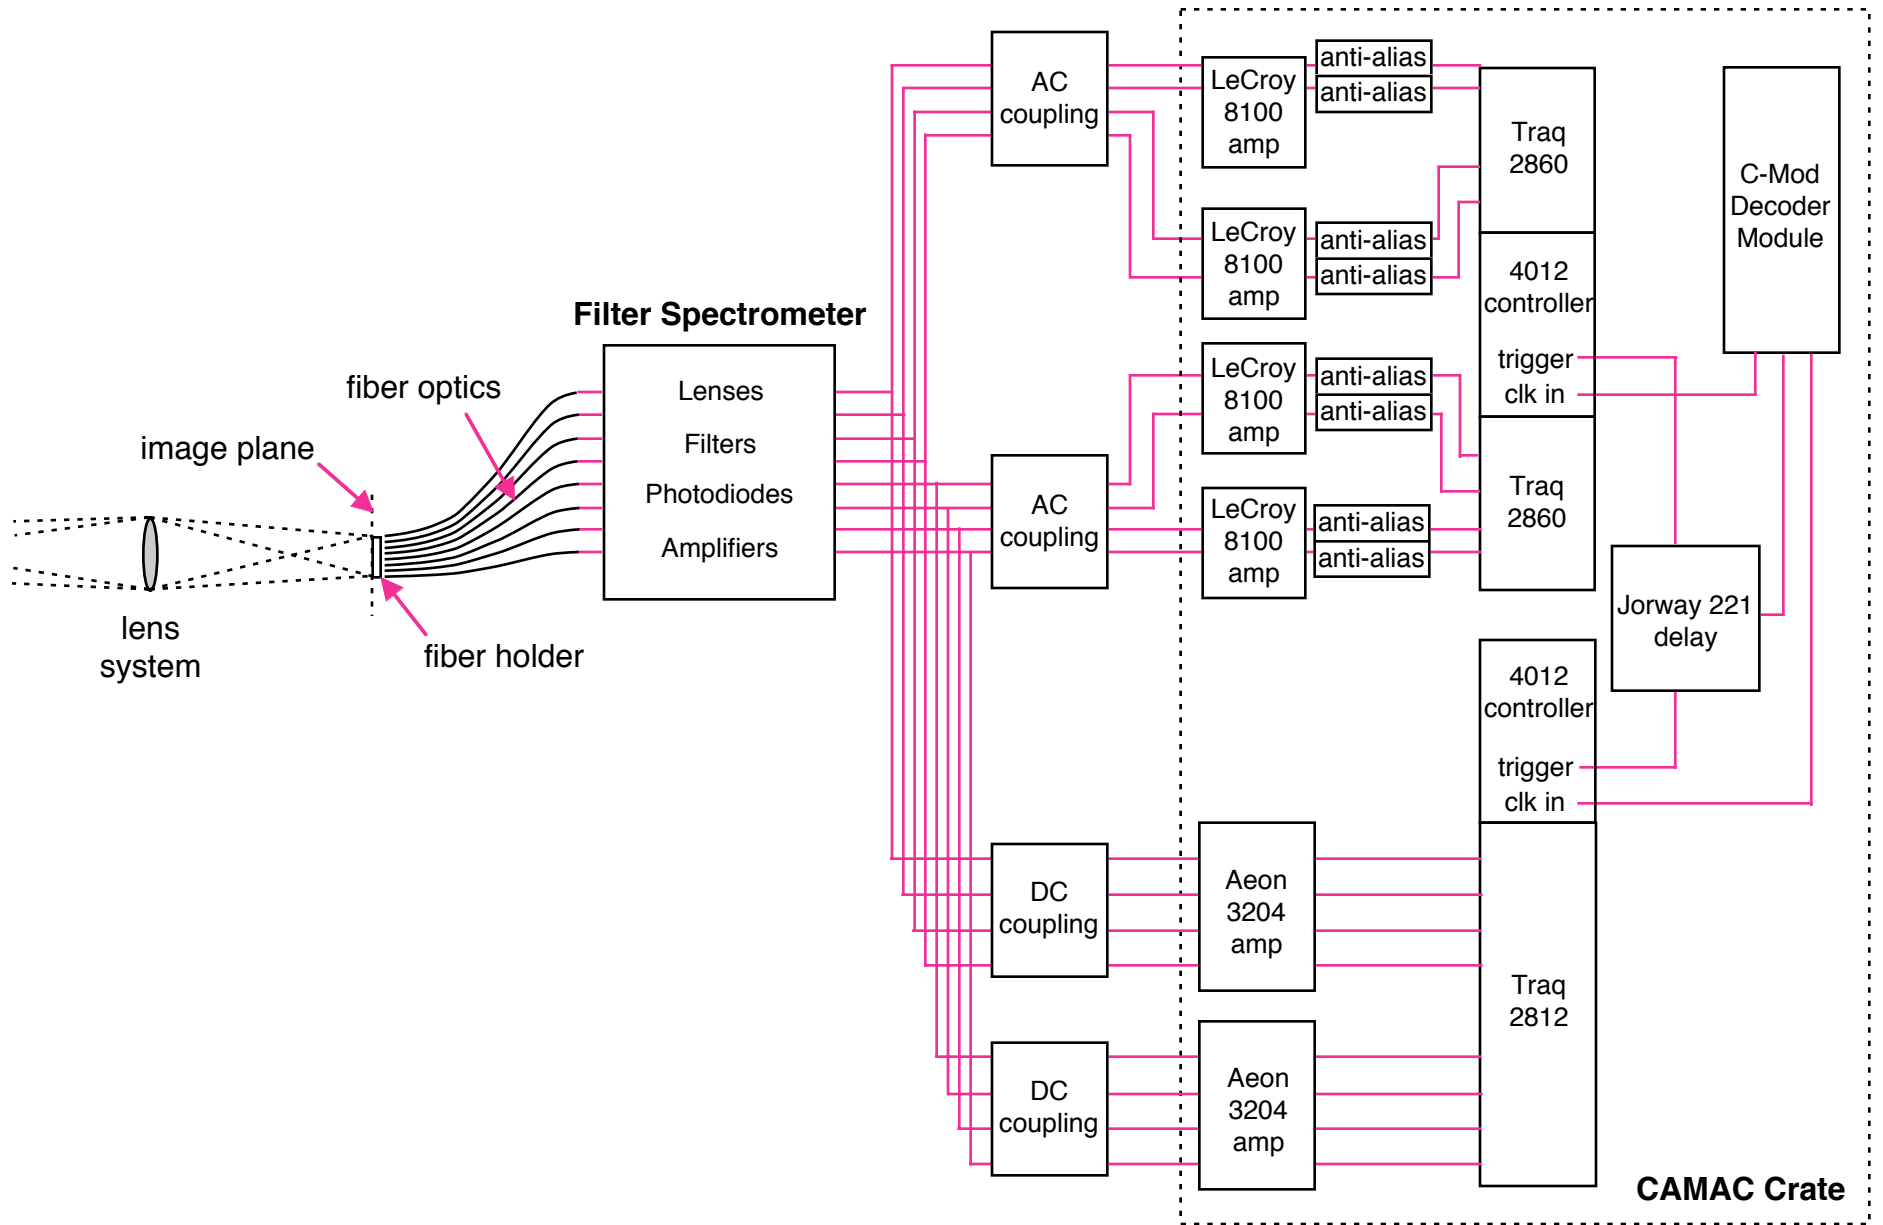 Filter Spectrometer
Lenses
Filters
Photodiodes
Amplifiers
fiber optics
image plane
lens
system
fiber holder
AC
coupling
AC
coupling
DC
coupling
DC
coupling
LeCroy
8100
amp
anti-alias
anti-alias
LeCroy
8100
amp
anti-alias
anti-alias
LeCroy
8100
amp
anti-alias
anti-alias
LeCroy
8100
amp
anti-alias
anti-alias
Aeon
3204
amp
Aeon
3204
amp
Traq
2860
4012
controller
trigger
clk in
Traq
2860
4012
controller
trigger
clk in
Traq
2812
C-Mod
Decoder
Module
Jorway 221
delay
CAMAC Crate